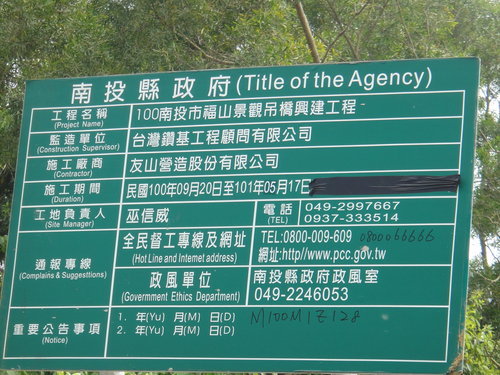 南投縣政府(Title of the Agency)
工程名稱 100南投市福山景觀吊橋興建工程
(Project Name)
監造單位 台灣鑽基工程顧問有限公司
(Construction Supervisor)
施工廠商 友山營造股份有限公司
(Contractor)
施工期間 民國100年09月20日至101年05月17日
(Duration)
工地負責人 巫信威 電話 049-2997667
(Site Manager) (TEL) 0937-333514
通報專線 全民督工專線及網址 TEL:0800-009-609 0800066666
(Complains & Suggesttions) (Hot Line and Internet address) 網址:http//www.pcc.gov.tw
政風單位 南投縣政府政風室
(Government Ethics Department) 049-2246053
重要公告事項 1. 年(Yu) 月(M) 日(D) M100M1Z128
(Notice) 2. 年(Yu) 月(M) 日(D)